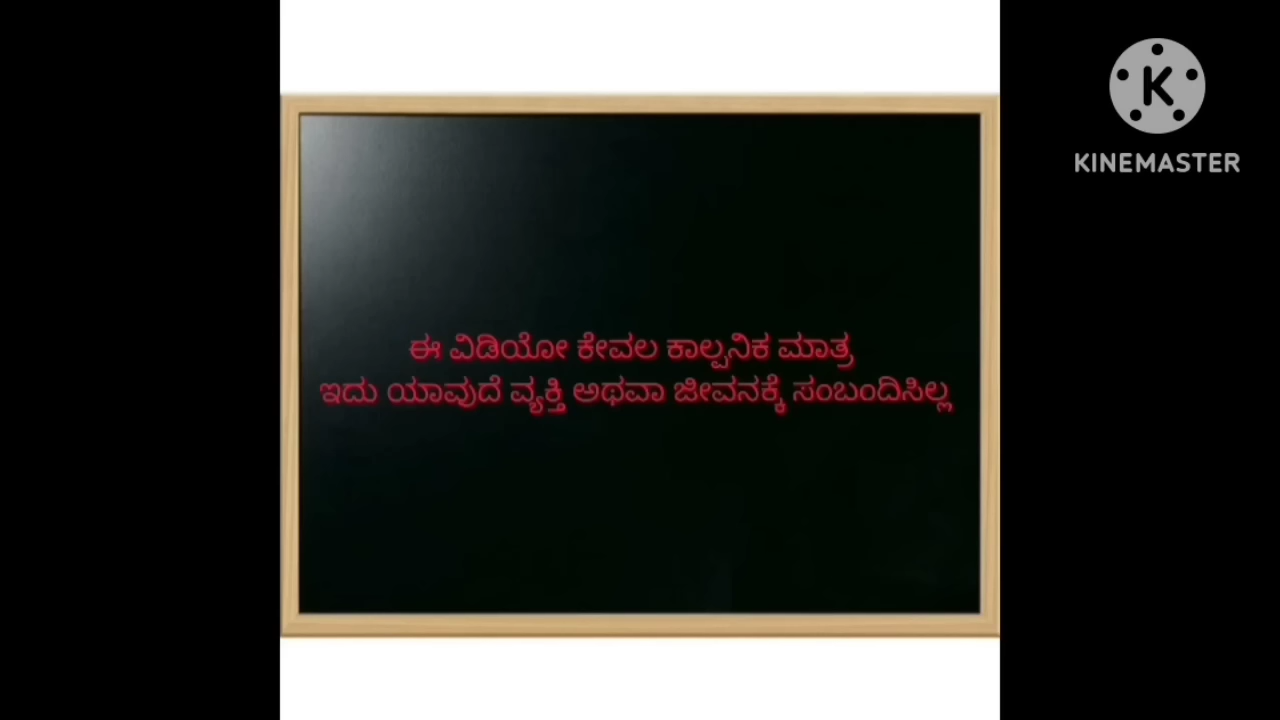 KINEMASTER
ಈ ವಿಡಿಯೋ ಕೇವಲ ಕಾಲ್ಪನಿಕ ಮಾತ್ರ
ಇದು ಯಾವುದೆ ವ್ಯಕ್ತಿ ಅಥವಾ ಜೀವನಕ್ಕೆ ಸಂಬಂದಿಸಿಲ್ಲ